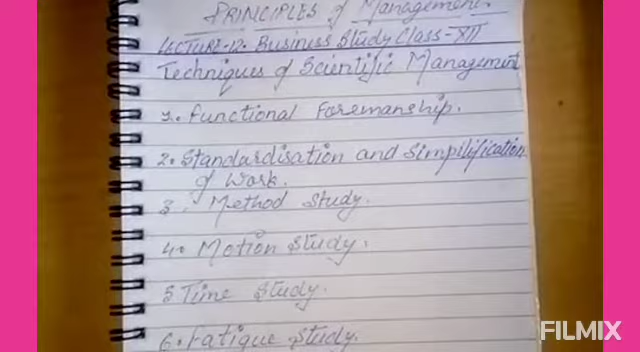 PRINCIPLES of Management.
LECTURE-12. Business Study Class-XII
Techniques of Scientific Management
1. Functional Foremanship.
2. Standardisation and Simplification
of Work.
3. Method Study.
4. Motion Study.
5 Time Study.
6. Fatigue Study.
FILMIX